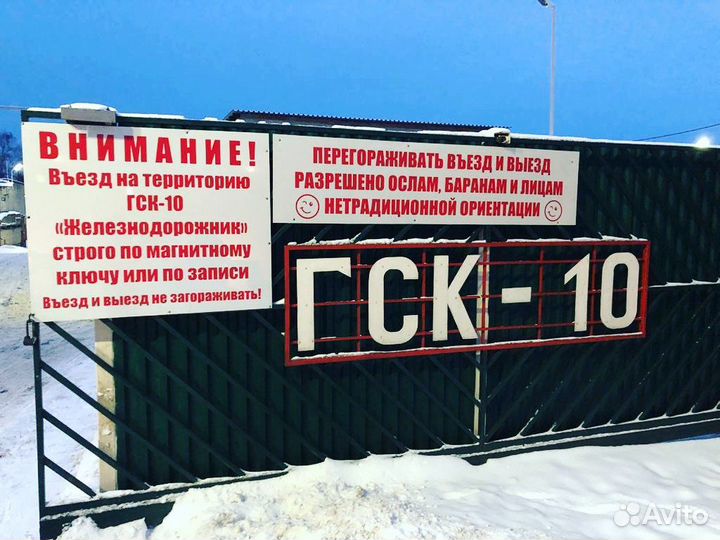 ВНИМАНИЕ!
Въезд на территорию
ГСК-10
«Железнодорожник»
строго по магнитному
ключу или по записи
Въезд и выезд не загораживать!
ПЕРЕГОРАЖИВАТЬ ВЪЕЗД И ВЫЕЗД
РАЗРЕШЕНО ОСЛАМ, БАРАНАМ И ЛИЦАМ
НЕТРАДИЦИОННОЙ ОРИЕНТАЦИИ
ГСК-10
Avito